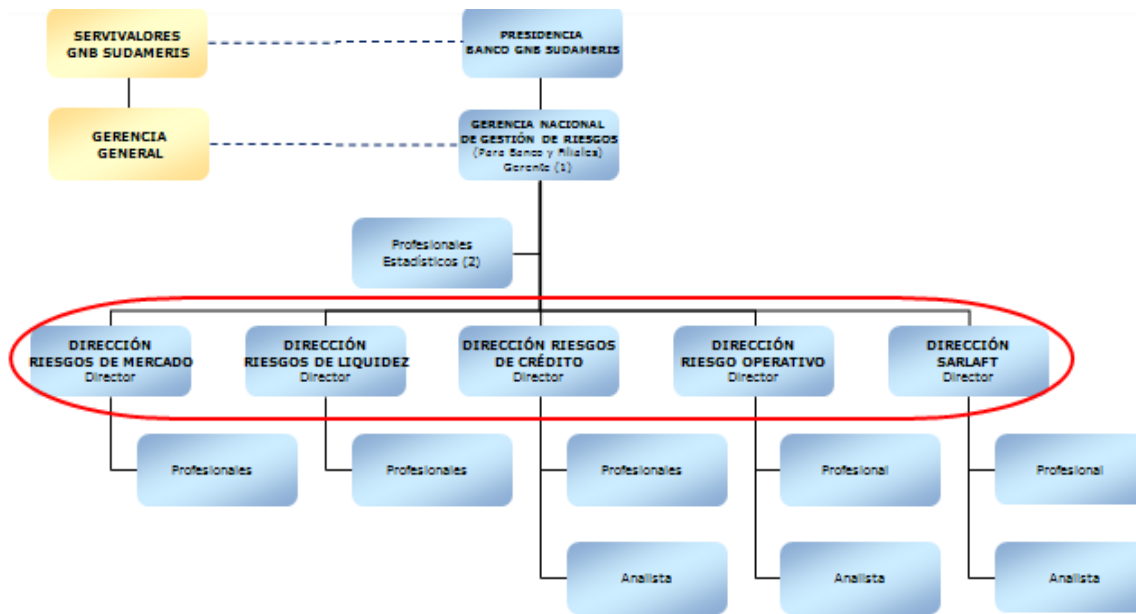 SERVIVALORES
GNB SUDAMERIS
PRESIDENCIA
BANCO GNB SUDAMERIS
GERENCIA
GENERAL
GERENCIA NACIONAL
DE GESTIÓN DE RIESGOS
(Para Banco y Filiales)
Gerente (1)
Profesionales
Estadísticos (2)
DIRECCIÓN
RIESGOS DE MERCADO
Director
DIRECCIÓN
RIESGOS DE LIQUIDEZ
Director
DIRECCIÓN RIESGOS
DE CRÉDITO
Director
DIRECCIÓN
RIESGO OPERATIVO
Director
DIRECCIÓN
SARLAFT
Director
Profesionales
Profesionales
Profesionales
Profesional
Profesional
Analista
Analista
Analista